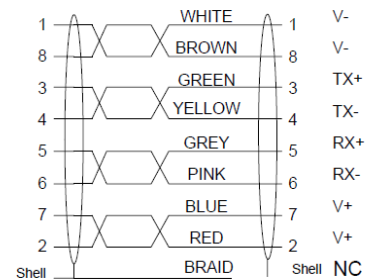 1 WHITE 1 V-
8 BROWN 8 V-
3 GREEN 3 TX+
4 YELLOW 4 TX-
5 GREY 5 RX+
6 PINK 6 RX-
7 BLUE 7 V+
2 RED 2 V+
Shell BRAID Shell NC